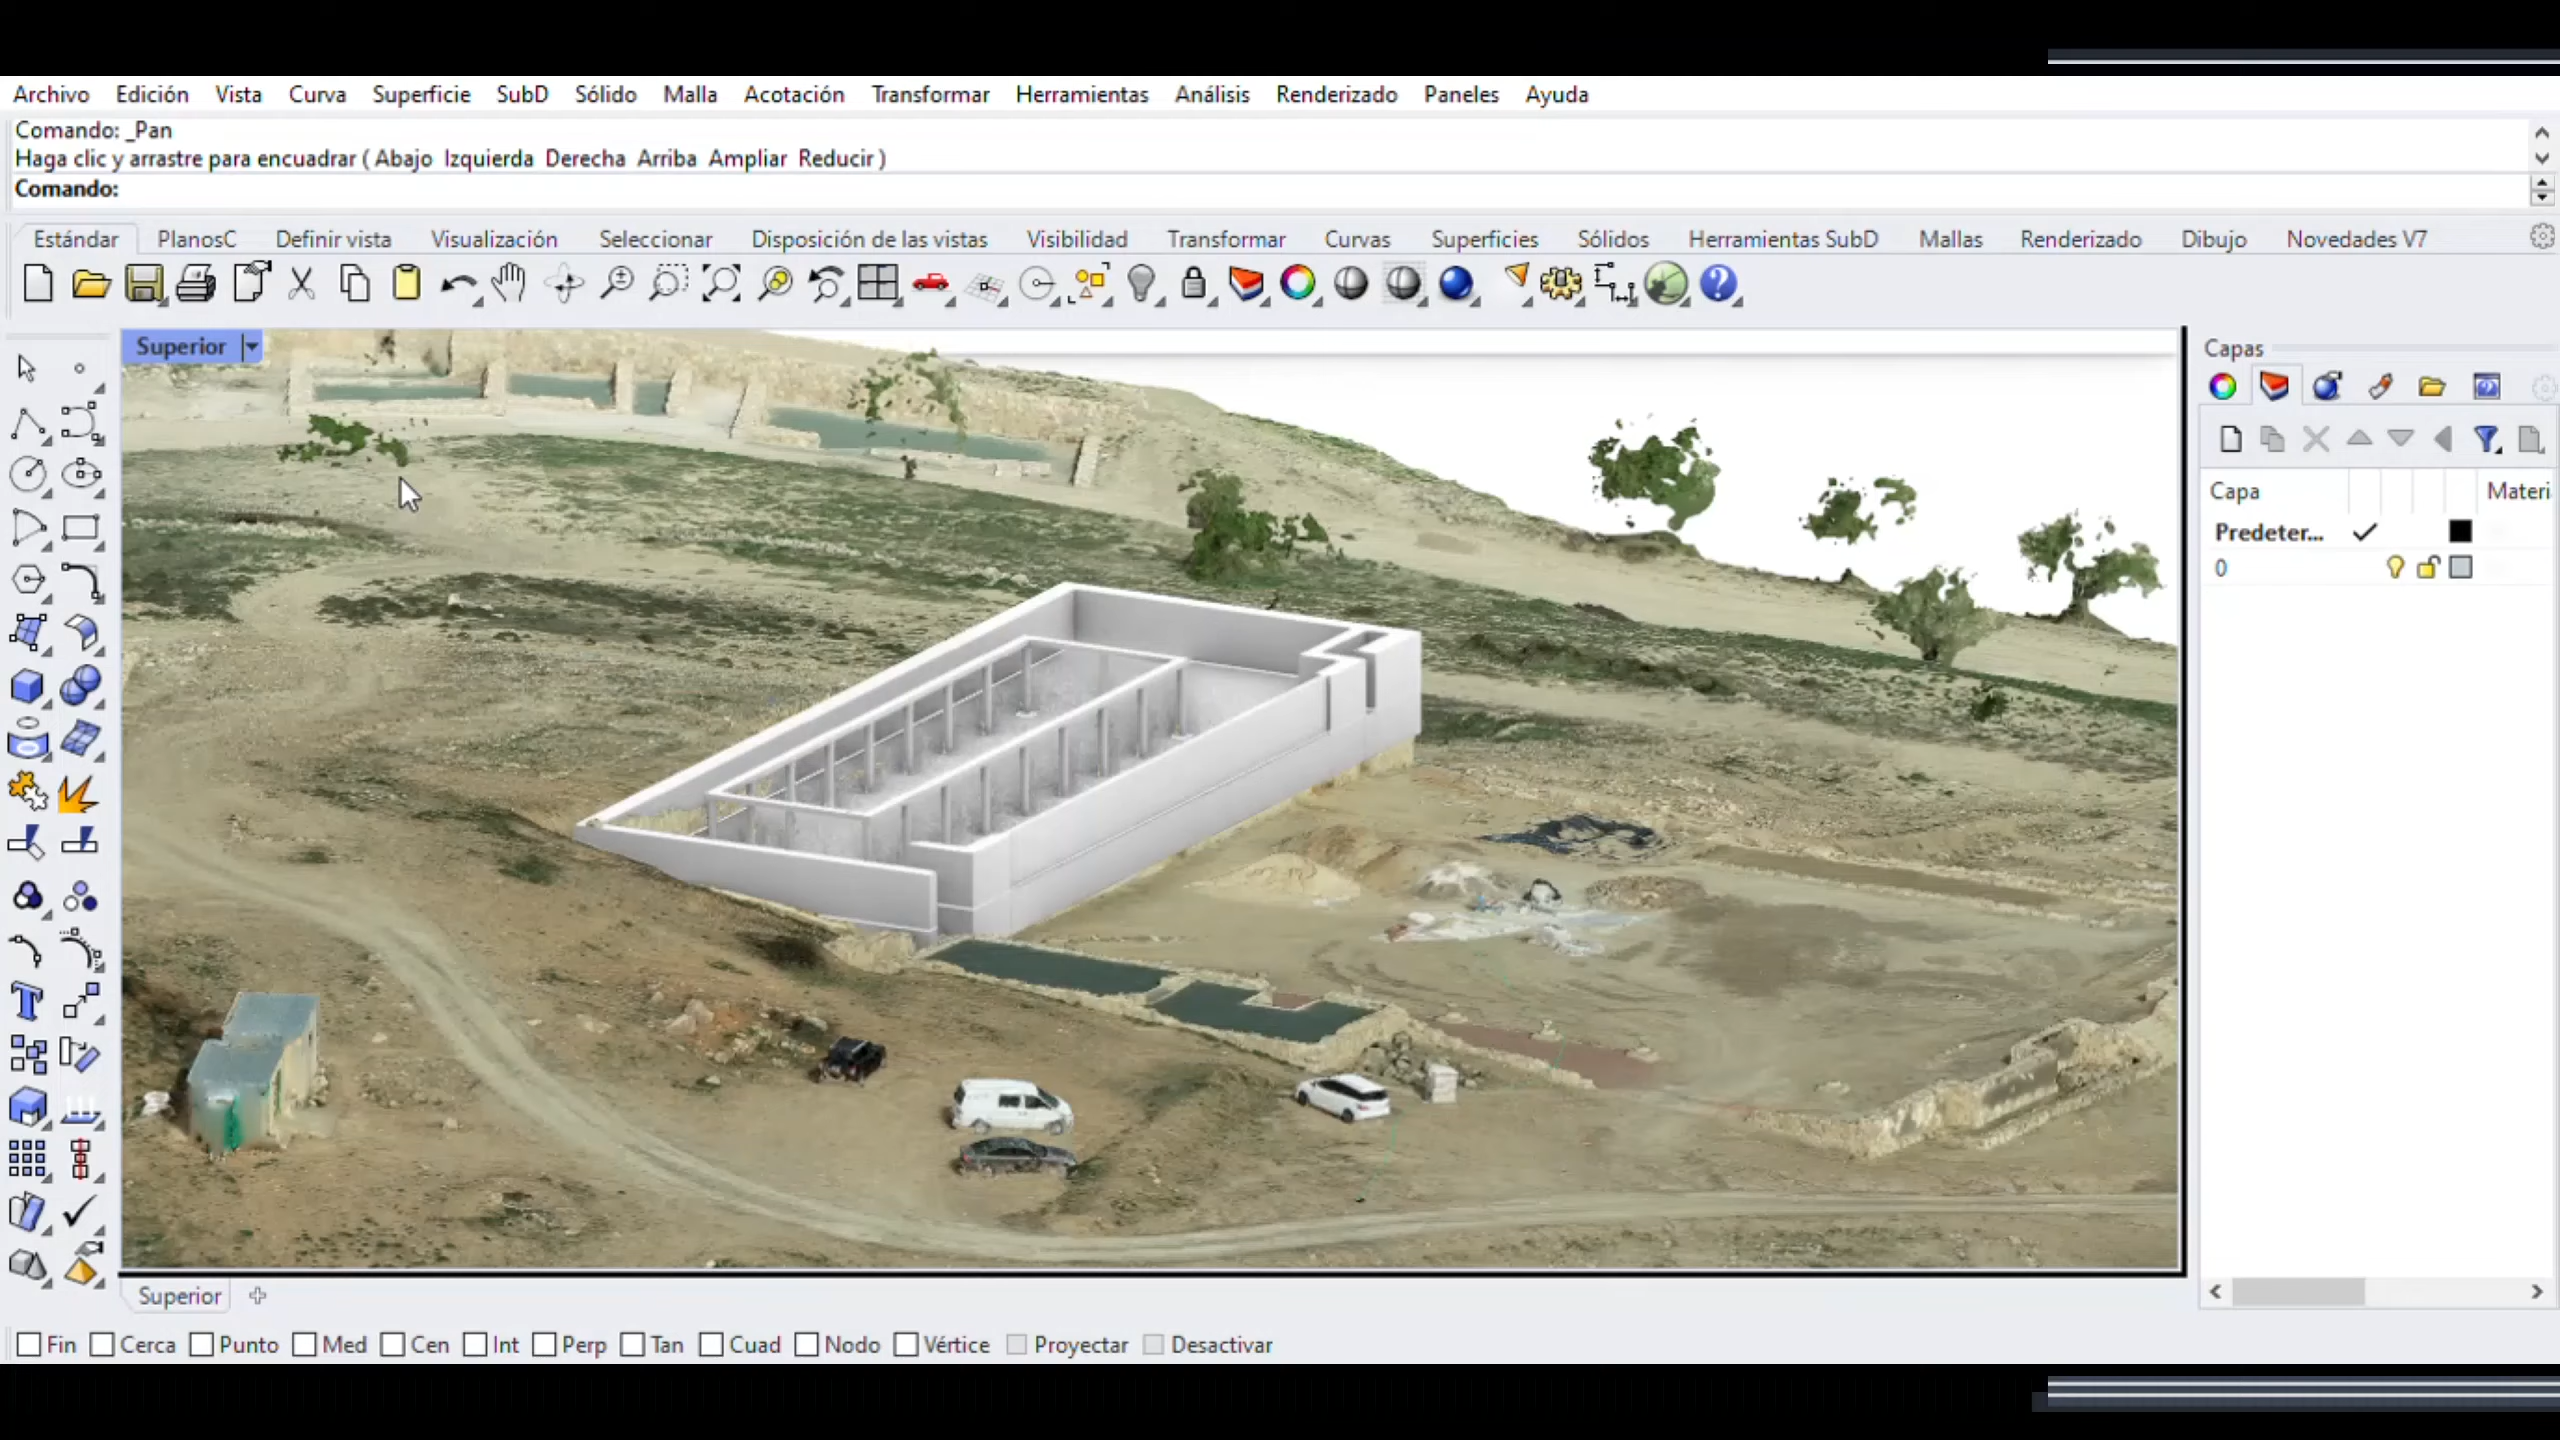 Archivo Edición Vista Curva Superficie SubD Sólido Malla Acotación Transformar Herramientas Análisis Renderizado Paneles Ayuda
Comando: _Pan
Haga clic y arrastre para encuadrar ( Abajo Izquierda Derecha Arriba Ampliar Reducir )
Comando:
Estándar PlanosC Definir vista Visualización Seleccionar Disposición de las vistas Visibilidad Transformar Curvas Superficies Sólidos Herramientas SubD Mallas Renderizado Dibujo Novedades V7
Superior
Capas
Capa Materi
Predeter...
0
Superior
Fin Cerca Punto Med Cen Int Perp Tan Cuad Nodo Vértice Proyectar Desactivar